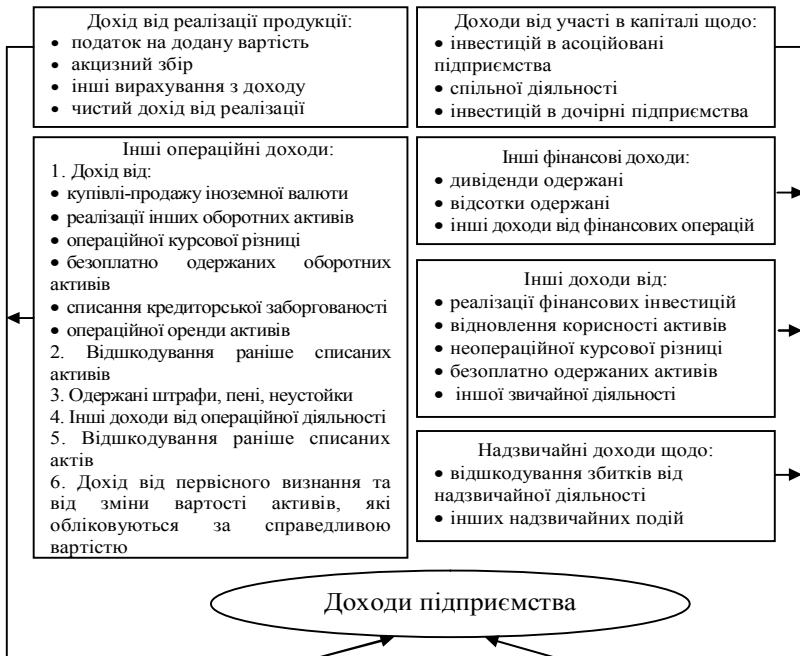 Дохід від реалізації продукції:
• податок на додану вартість
• акцизний збір
• інші вирахування з доходу
• чистий дохід від реалізації
Інші операційні доходи:
1. Дохід від:
• купівлі-продажу іноземної валюти
• реалізації інших оборотних активів
• операційної курсової різниці
• безоплатно одержаних оборотних
активів
• списання кредиторської заборгованості
• операційної оренди активів
2. Відшкодування раніше списаних
активів
3. Одержані штрафи, пені, неустойки
4. Інші доходи від операційної діяльності
5. Відшкодування раніше списаних
актів
6. Дохід від первісного визнання та
від зміни вартості активів, які
обліковуються за справедливою
вартістю
Доходи від участі в капіталі щодо:
• інвестицій в асоційовані
підприємства
• спільної діяльності
• інвестицій в дочірні підприємства
Інші фінансові доходи:
• дивіденди одержані
• відсотки одержані
• інші доходи від фінансових операцій
Інші доходи від:
• реалізації фінансових інвестицій
• відновлення корисності активів
• неопераційної курсової різниці
• безоплатно одержаних активів
• іншої звичайної діяльності
Надзвичайні доходи щодо:
• відшкодування збитків від
надзвичайної діяльності
• інших надзвичайних подій
Доходи підприємства